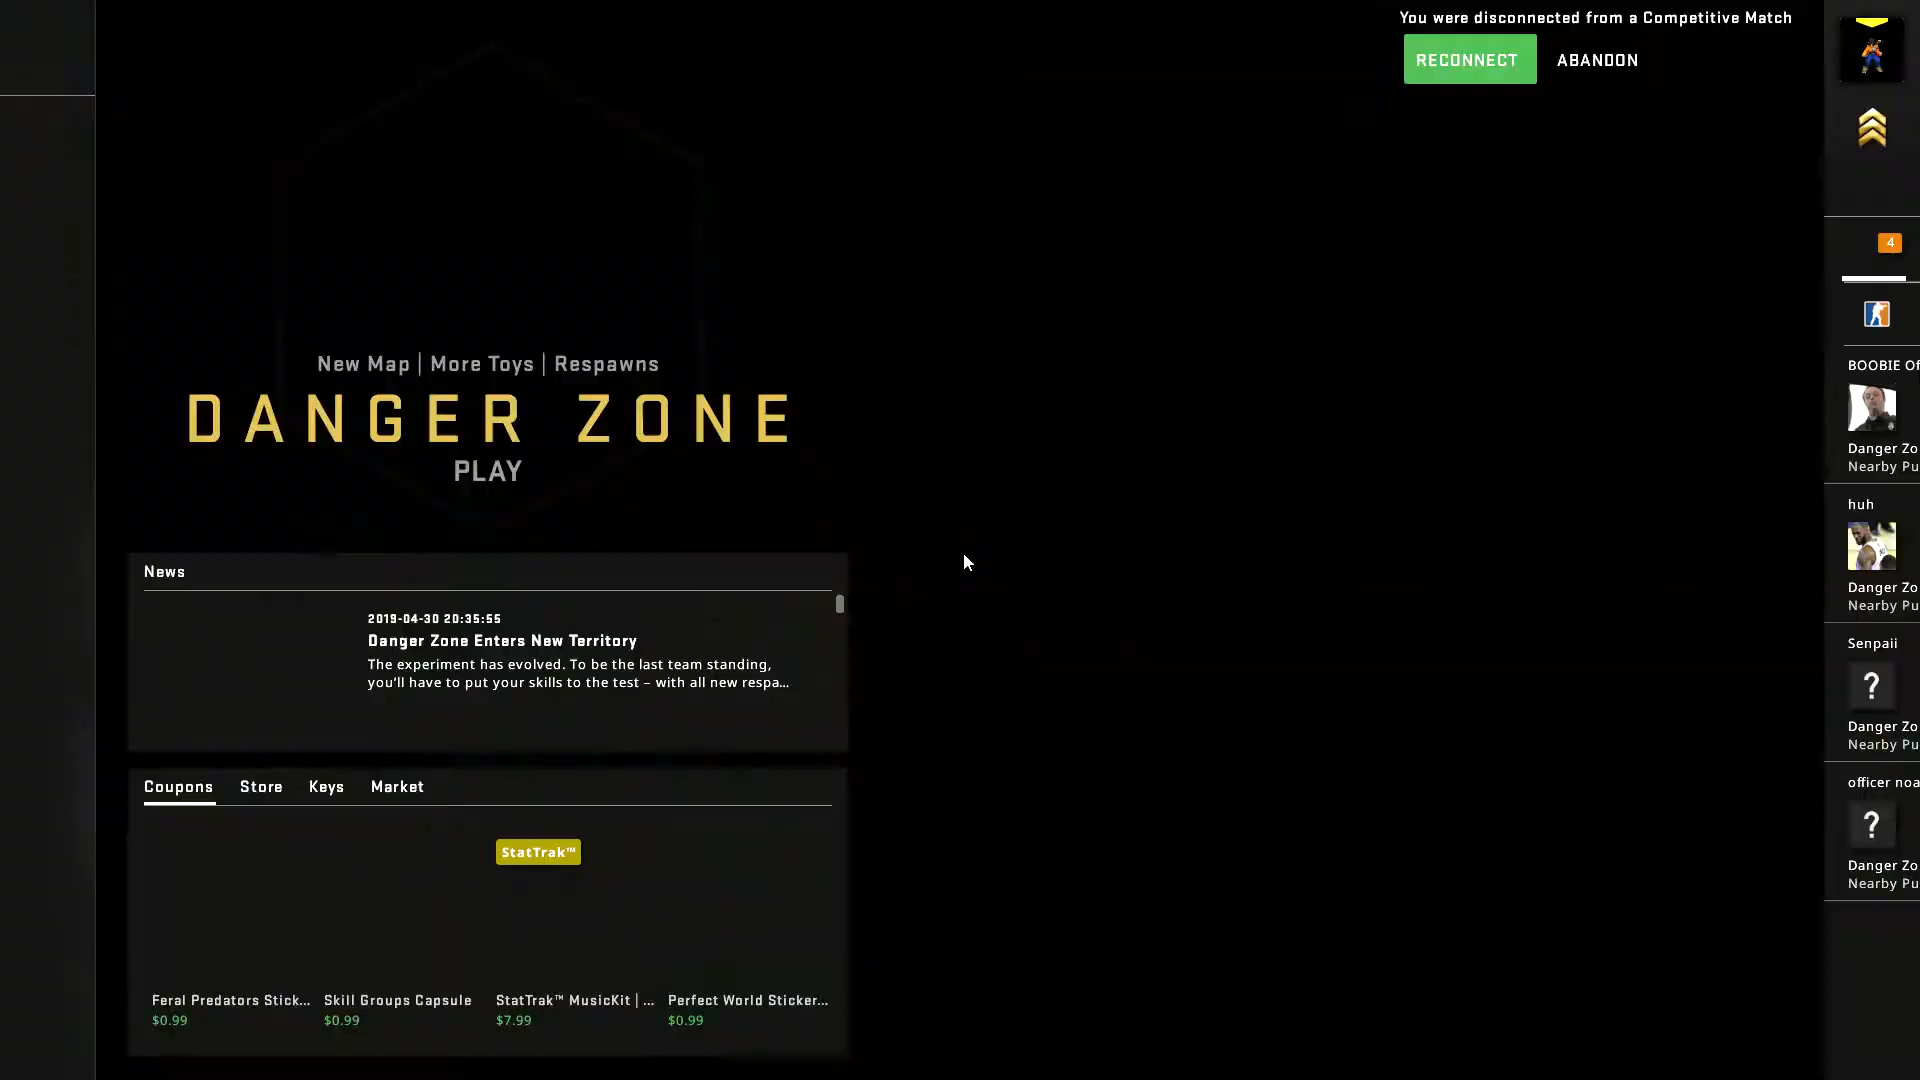 You were disconnected from a Competitive Match
RECONNECT ABANDON
4
New Map | More Toys | Respawns
DANGER ZONE
PLAY
News
2019-04-30 20:35:55
Danger Zone Enters New Territory
The experiment has evolved. To be the last team standing,
you'll have to put your skills to the test – with all new respa...
Coupons Store Keys Market
StatTrak™
Feral Predators Stick... Skill Groups Capsule StatTrak™ MusicKit | ... Perfect World Sticker...
$0.99 $0.99 $7.99 $0.99
BOOBIE Of
Danger Zo
Nearby Pu
huh
Danger Zo
Nearby Pu
Senpaii
?
Danger Zo
Nearby Pu
officer noa
?
Danger Zo
Nearby Pu